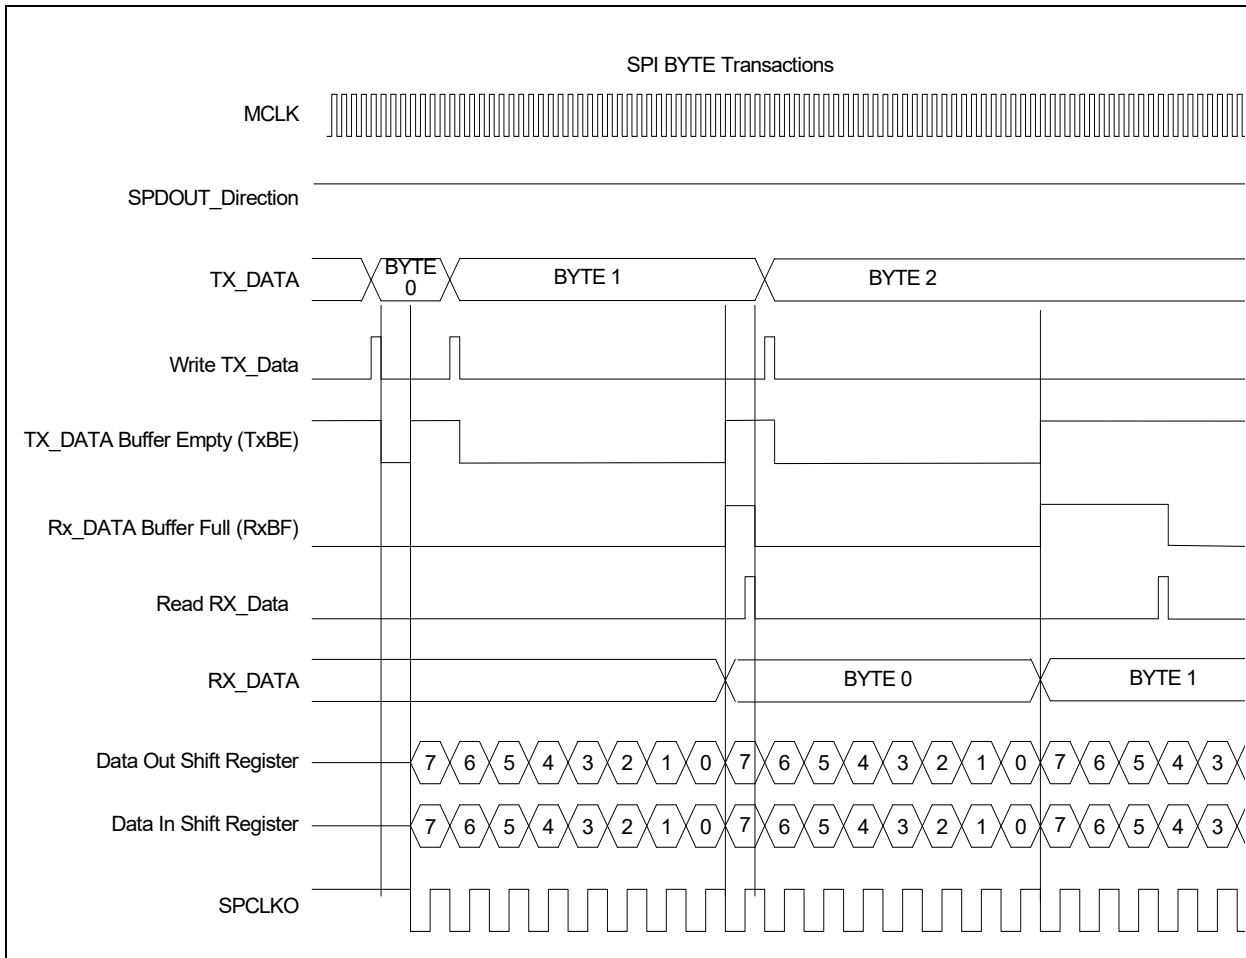 SPI BYTE Transactions
MCLK
SPDOUT_Direction
TX_DATA BYTE 0 BYTE 1 BYTE 2
Write TX_Data
TX_DATA Buffer Empty (TxBE)
Rx_DATA Buffer Full (RxBF)
Read RX_Data
RX_DATA BYTE 0 BYTE 1
Data Out Shift Register 7 6 5 4 3 2 1 0 7 6 5 4 3 2 1 0 7 6 5 4 3
Data In Shift Register 7 6 5 4 3 2 1 0 7 6 5 4 3 2 1 0 7 6 5 4 3
SPCLKO